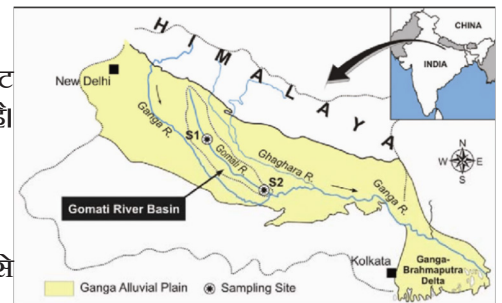 CHINA
INDIA
HIMALAYA
New Delhi
Ganga R.
S1
Gomati R.
Ghaghara R.
S2
Gomati River Basin
Ganga R.
N
W E
S
Kolkata
Ganga-
Brahmaputra
Delta
Ganga Alluvial Plain Sampling Site
से